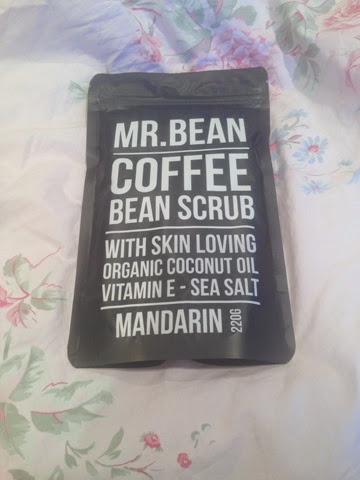 MR.BEAN
COFFEE
BEAN SCRUB
WITH SKIN LOVING
ORGANIC COCONUT OIL
VITAMIN E - SEA SALT
MANDARIN 220G